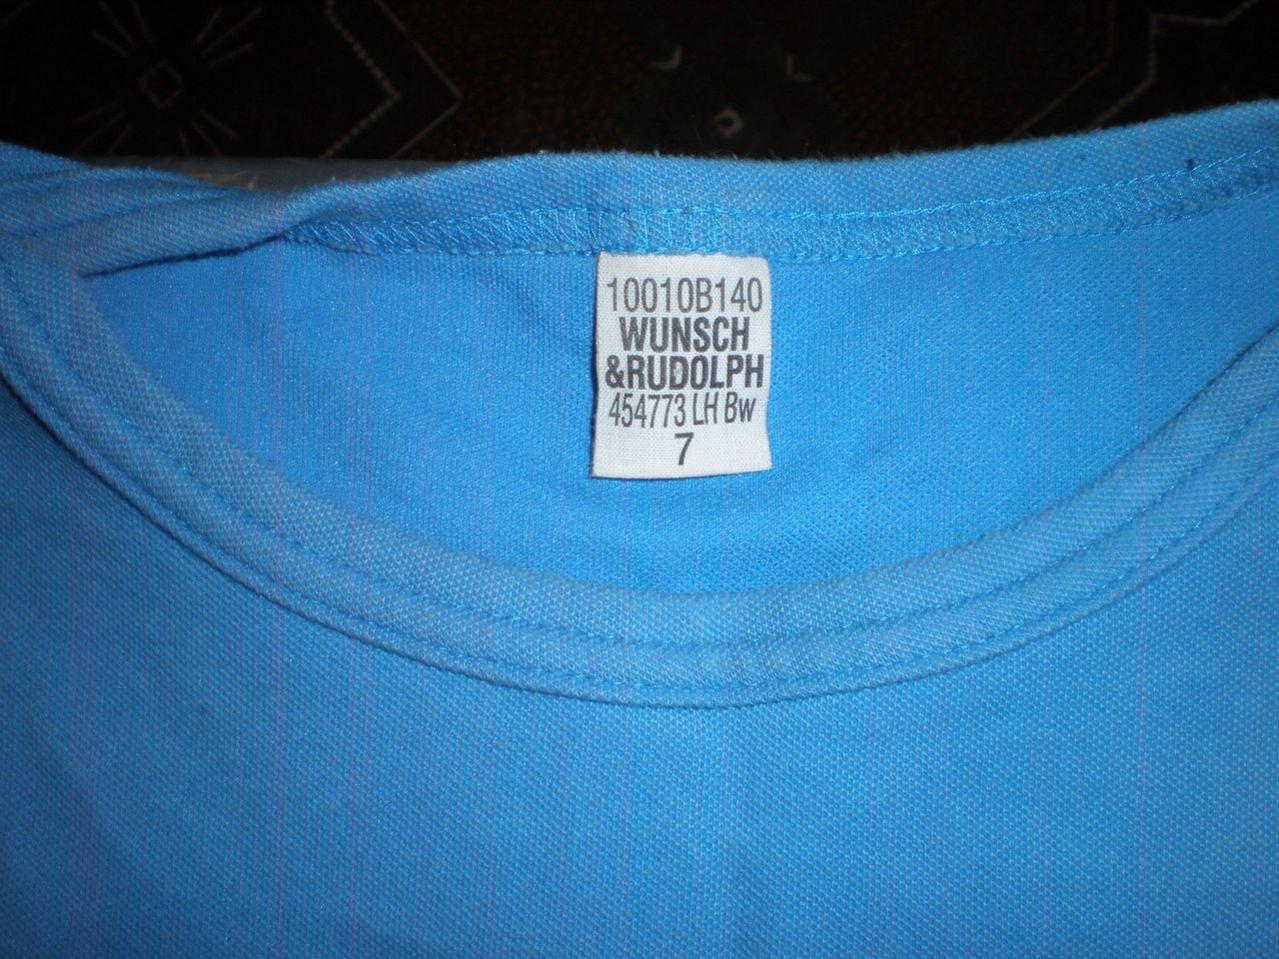 10010B140
WUNSCH
&RUDOLPH
454773 LH Bw
7